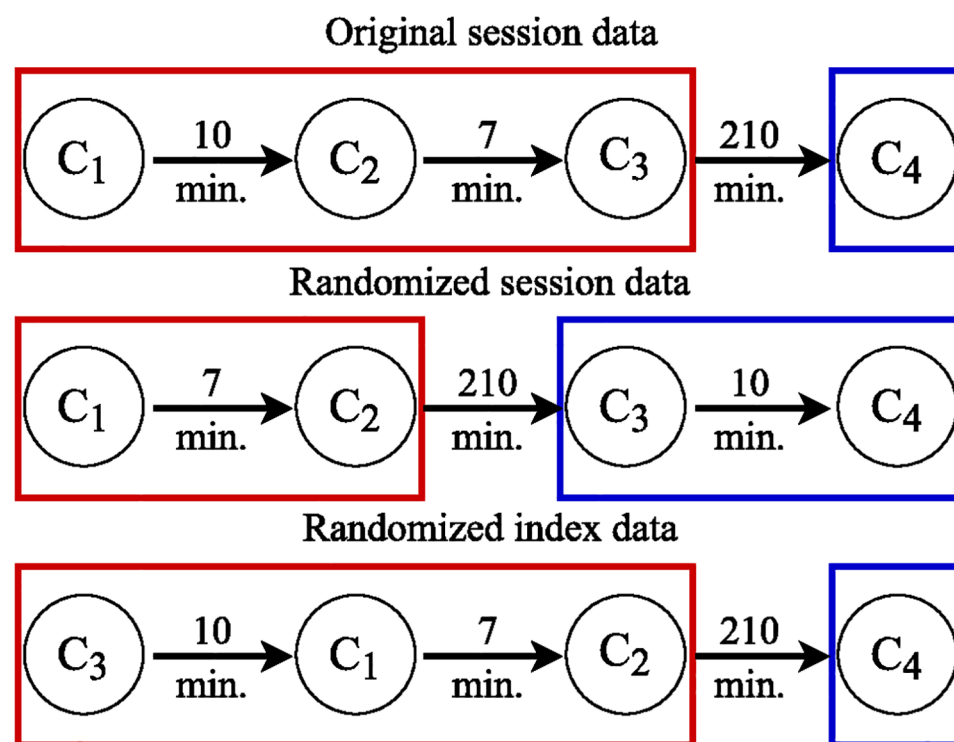 Original session data
C₁ 10 min. C₂ 7 min. C₃ 210 min. C₄
Randomized session data
C₁ 7 min. C₂ 210 min. C₃ 10 min. C₄
Randomized index data
C₃ 10 min. C₁ 7 min. C₂ 210 min. C₄